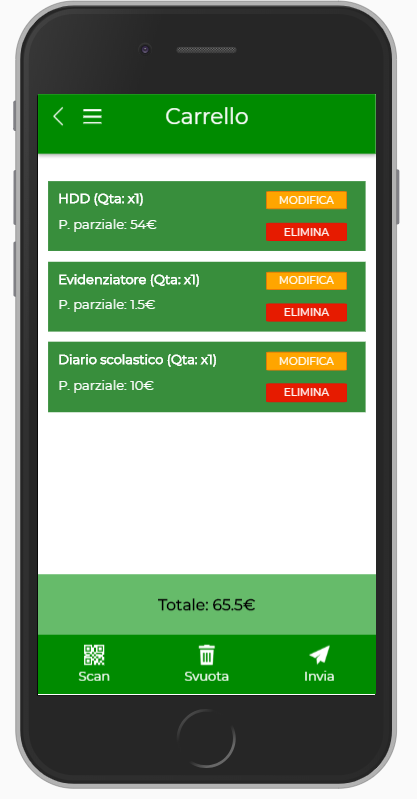 Carrello
HDD (Qta: x1)
MODIFICA
P. parziale: 54€
ELIMINA
Evidenziatore (Qta: x1)
MODIFICA
P. parziale: 1.5€
ELIMINA
Diario scolastico (Qta: x1)
MODIFICA
P. parziale: 10€
ELIMINA
Totale: 65.5€
Scan
Svuota
Invia